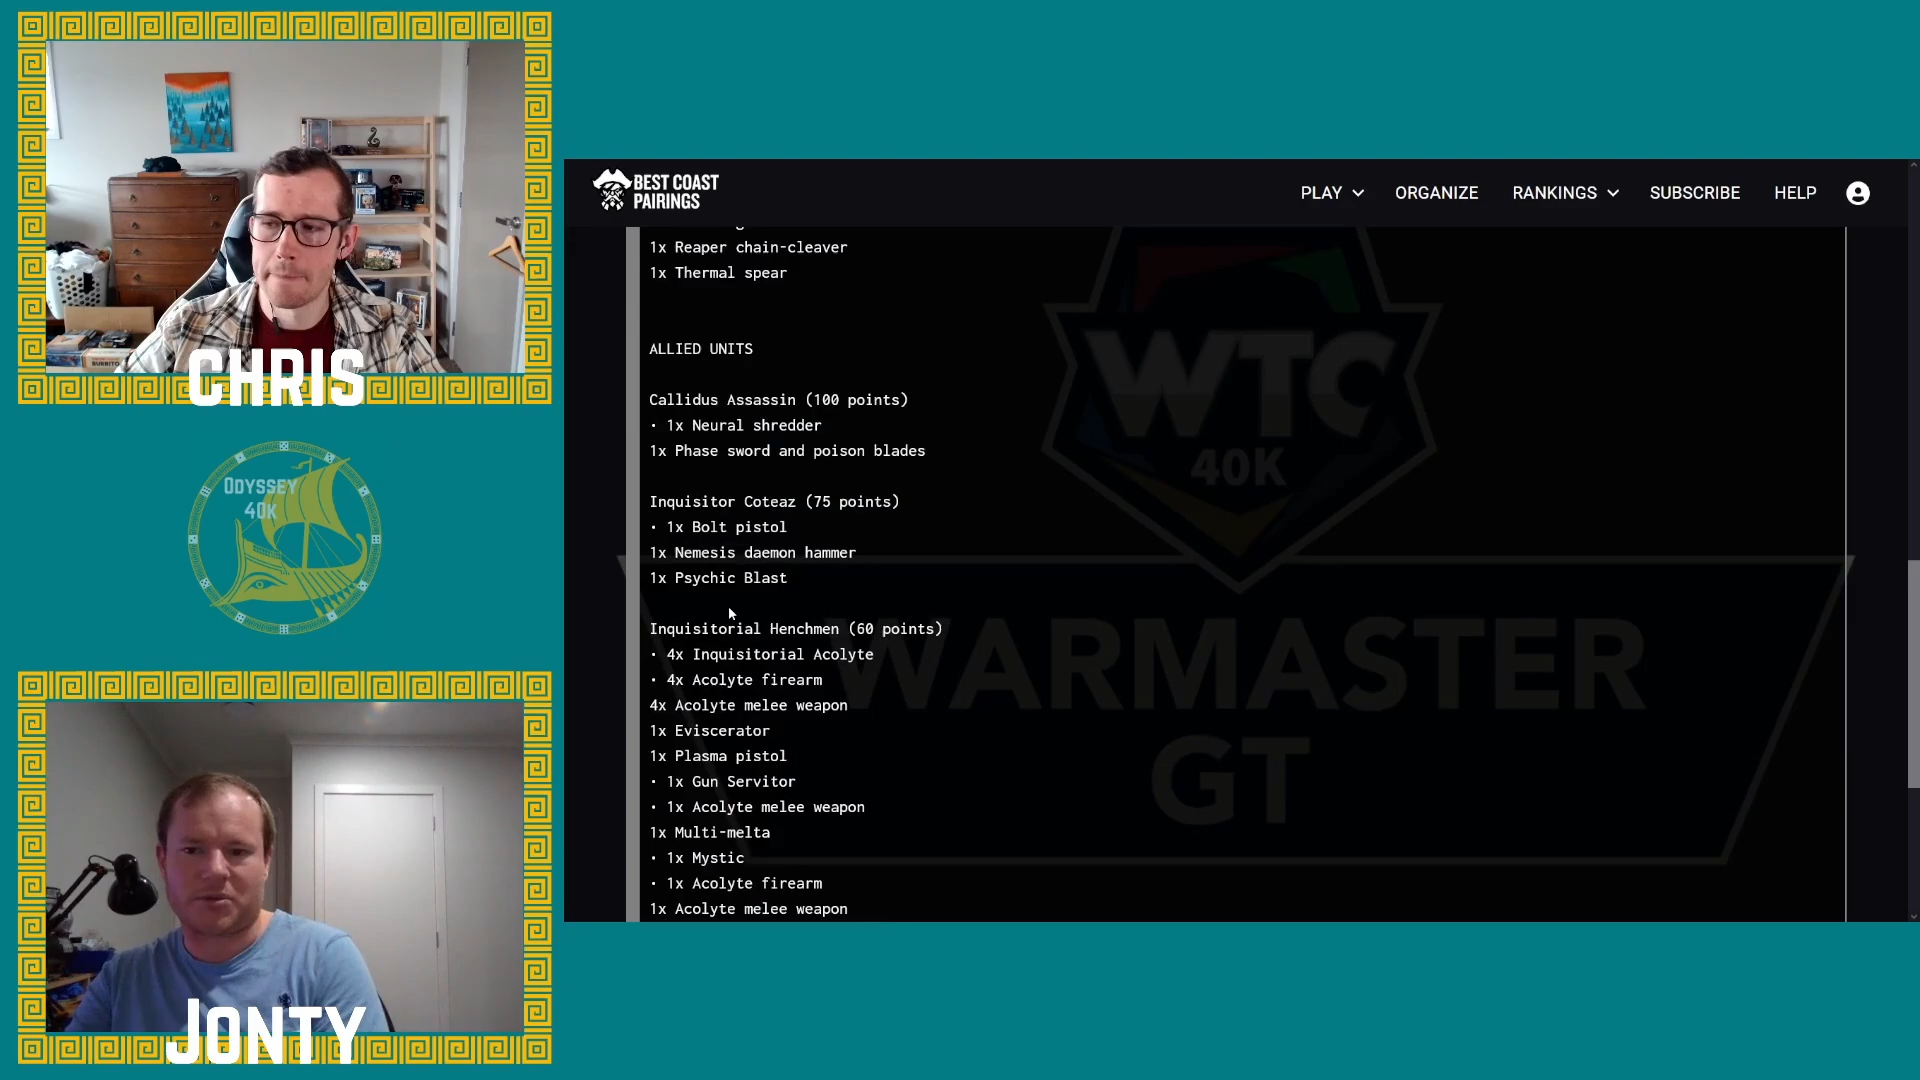 CHRIS
ODYSSEY
40K
JONTY
BEST COAST
PAIRINGS
PLAY
ORGANIZE
RANKINGS
SUBSCRIBE
HELP
1x Reaper chain-cleaver
1x Thermal spear
ALLIED UNITS
Callidus Assassin (100 points)
• 1x Neural shredder
1x Phase sword and poison blades
Inquisitor Coteaz (75 points)
• 1x Bolt pistol
1x Nemesis daemon hammer
1x Psychic Blast
Inquisitorial Henchmen (60 points)
• 4x Inquisitorial Acolyte
• 4x Acolyte firearm
4x Acolyte melee weapon
1x Eviscerator
1x Plasma pistol
• 1x Gun Servitor
• 1x Acolyte melee weapon
1x Multi-melta
• 1x Mystic
• 1x Acolyte firearm
1x Acolyte melee weapon
WTC
40K
WARMASTER
GT